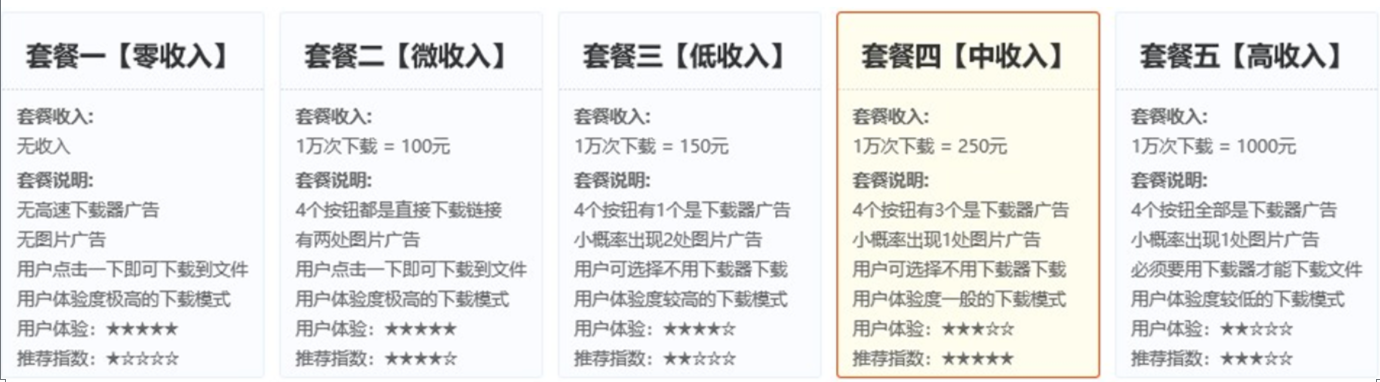 套餐一【零收入】
套餐收入:
无收入
套餐说明:
无高速下载器广告
无图片广告
用户点击一下即可下载到文件
用户体验度极高的下载模式
用户体验：★★★★★
推荐指数：★☆☆☆☆
套餐二【微收入】
套餐收入:
1万次下载 = 100元
套餐说明:
4个按钮都是直接下载链接
有两处图片广告
用户点击一下即可下载到文件
用户体验度极高的下载模式
用户体验：★★★★★
推荐指数：★★★★☆
套餐三【低收入】
套餐收入:
1万次下载 = 150元
套餐说明:
4个按钮有1个是下载器广告
小概率出现2处图片广告
用户可选择不用下载器下载
用户体验度较高的下载模式
用户体验：★★★★☆
推荐指数：★★☆☆☆
套餐四【中收入】
套餐收入:
1万次下载 = 250元
套餐说明:
4个按钮有3个是下载器广告
小概率出现1处图片广告
用户可选择不用下载器下载
用户体验度一般的下载模式
用户体验：★★★☆☆
推荐指数：★★★★★
套餐五【高收入】
套餐收入:
1万次下载 = 1000元
套餐说明:
4个按钮全部是下载器广告
小概率出现1处图片广告
必须要用下载器才能下载文件
用户体验度较低的下载模式
用户体验：★★☆☆☆
推荐指数：★★★☆☆